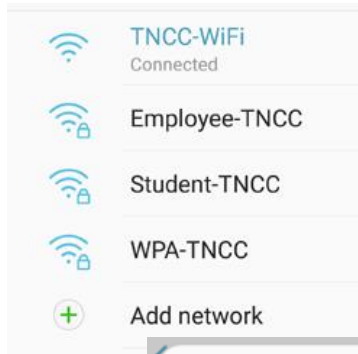 TNCC-WiFi
Connected
Employee-TNCC
Student-TNCC
WPA-TNCC
Add network